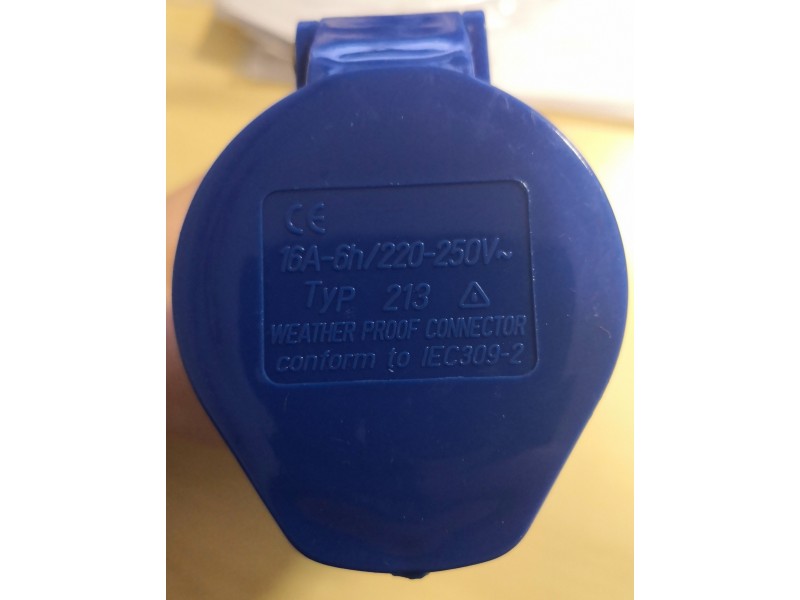 CE
16A-6h/220-250V~
Typ 213
WEATHER PROOF CONNECTOR
conform to IEC309-2